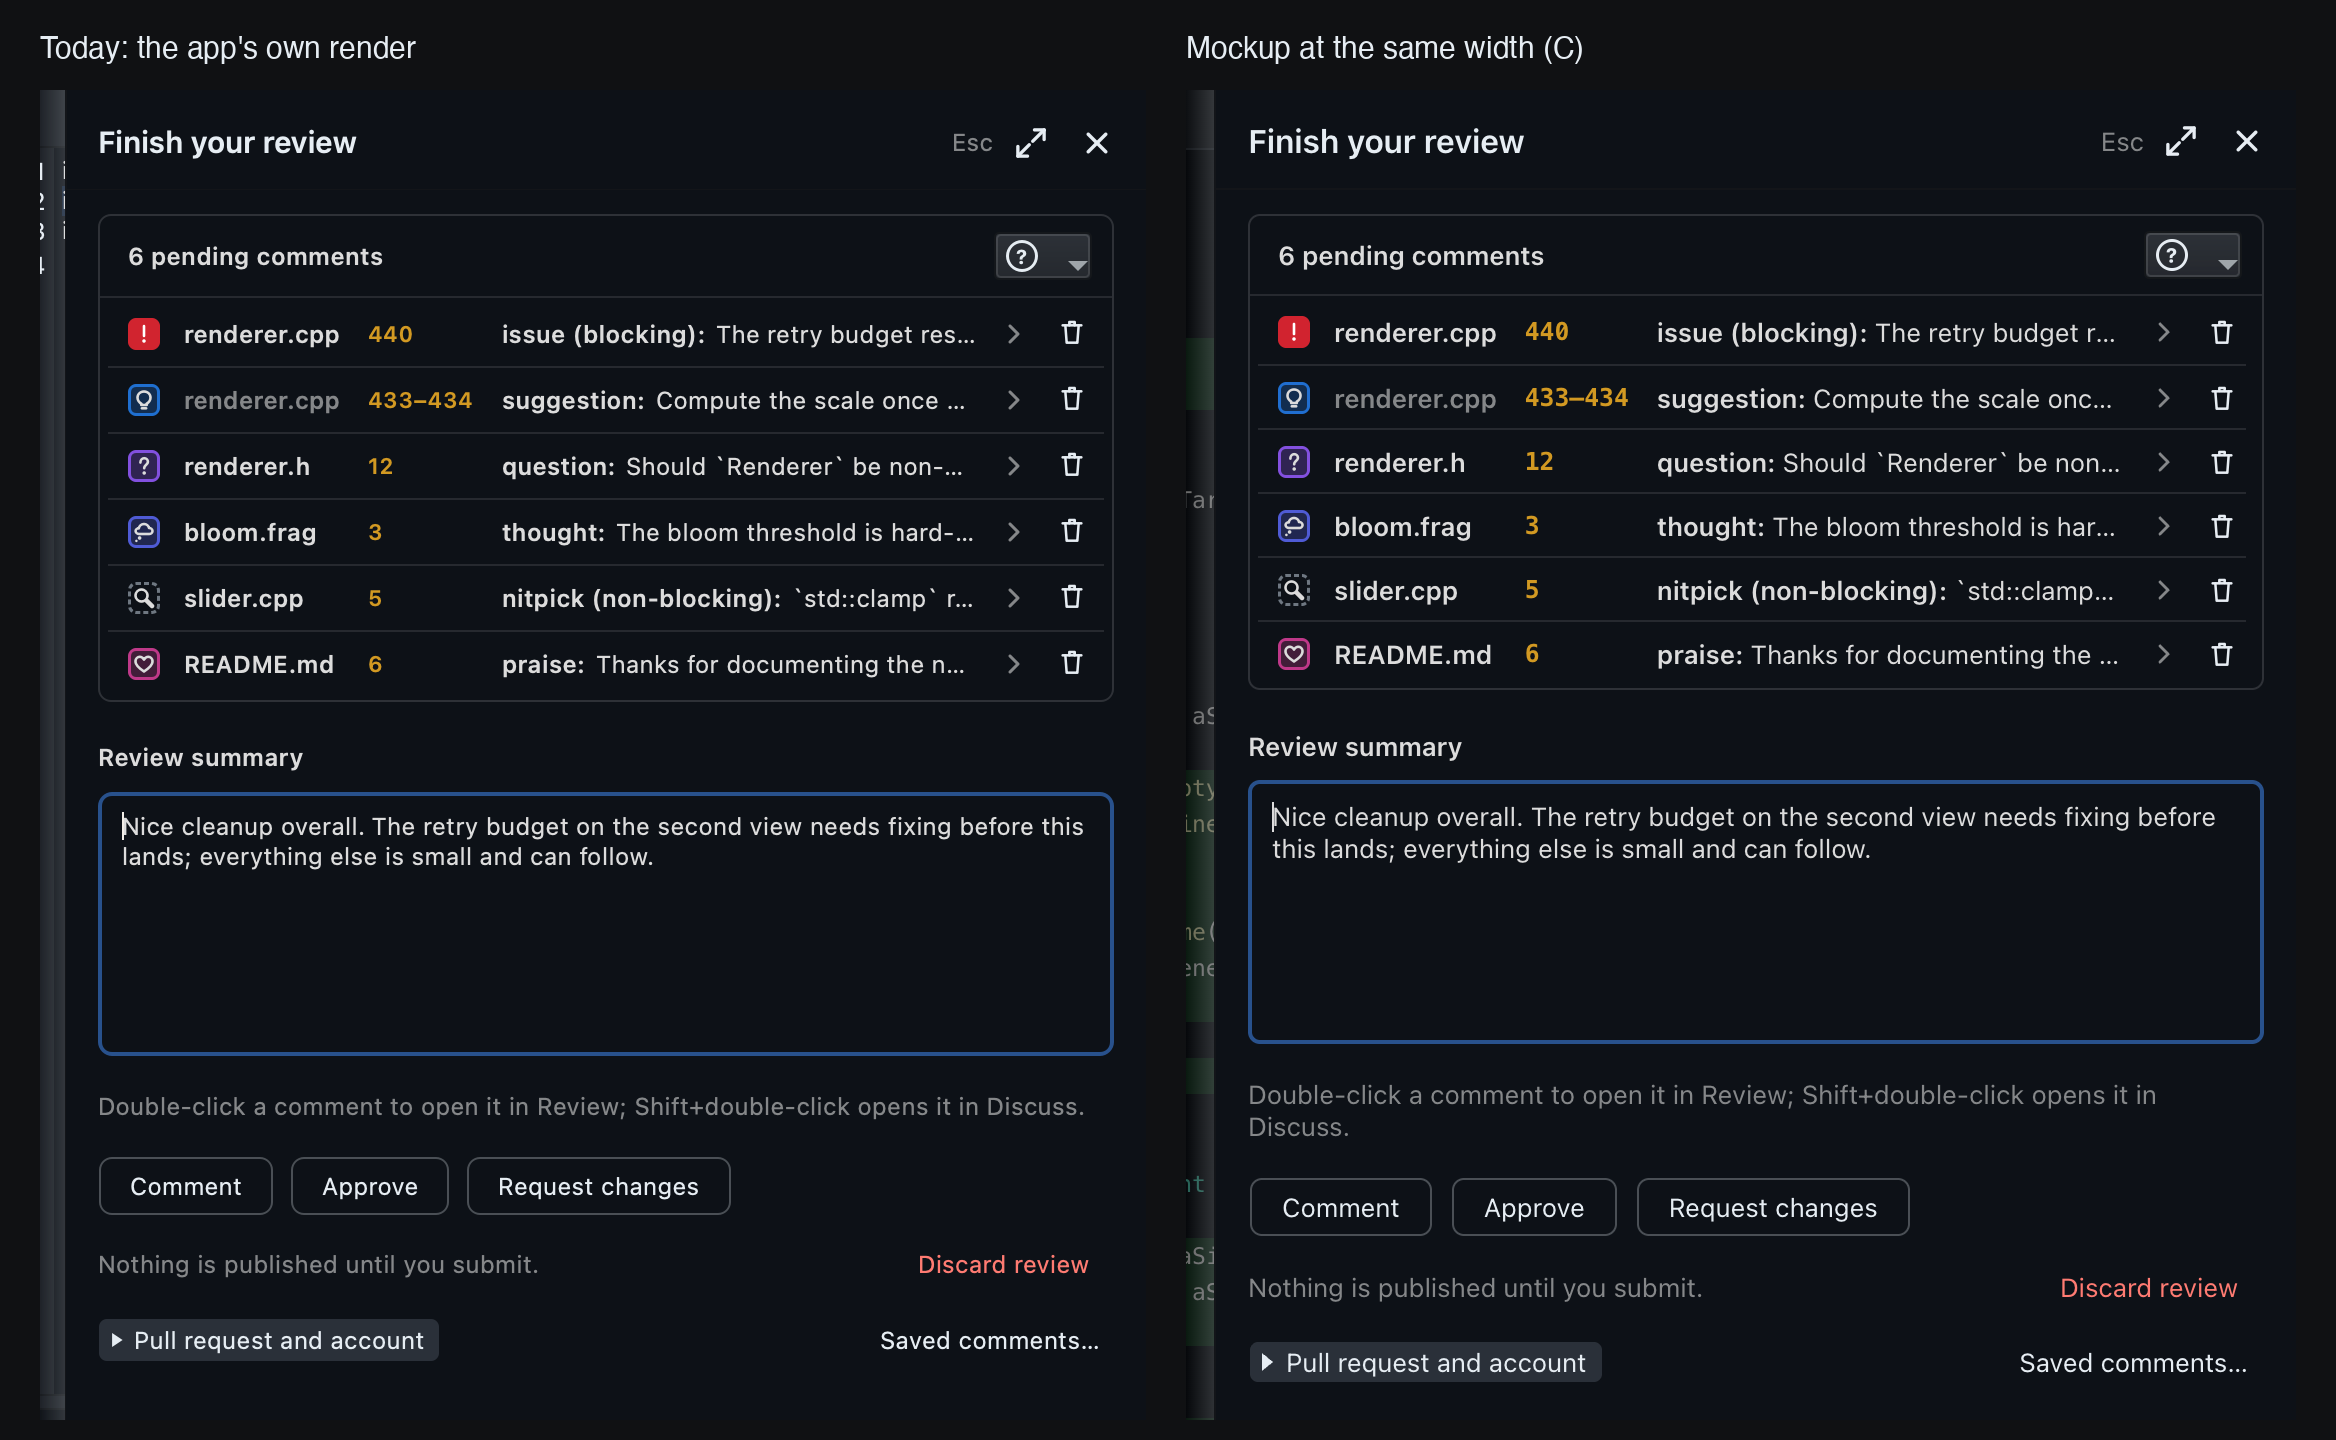 Today: the app's own render
Finish your review
Esc
1
2
3
4
6 pending comments
?
! renderer.cpp 440 issue (blocking): The retry budget res...
renderer.cpp 433–434 suggestion: Compute the scale once ...
? renderer.h 12 question: Should `Renderer` be non-...
bloom.frag 3 thought: The bloom threshold is hard-...
slider.cpp 5 nitpick (non-blocking): `std::clamp` r...
README.md 6 praise: Thanks for documenting the n...
Review summary
Nice cleanup overall. The retry budget on the second view needs fixing before this
lands; everything else is small and can follow.
Double-click a comment to open it in Review; Shift+double-click opens it in Discuss.
Comment
Approve
Request changes
Nothing is published until you submit.
Discard review
Pull request and account
Saved comments...
Mockup at the same width (C)
Finish your review
Esc
6 pending comments
?
! renderer.cpp 440 issue (blocking): The retry budget r...
renderer.cpp 433–434 suggestion: Compute the scale onc...
? renderer.h 12 question: Should `Renderer` be non...
bloom.frag 3 thought: The bloom threshold is har...
slider.cpp 5 nitpick (non-blocking): `std::clamp...
README.md 6 praise: Thanks for documenting the ...
Review summary
Nice cleanup overall. The retry budget on the second view needs fixing before
this lands; everything else is small and can follow.
Double-click a comment to open it in Review; Shift+double-click opens it in
Discuss.
Comment
Approve
Request changes
Nothing is published until you submit.
Discard review
Pull request and account
Saved comments...